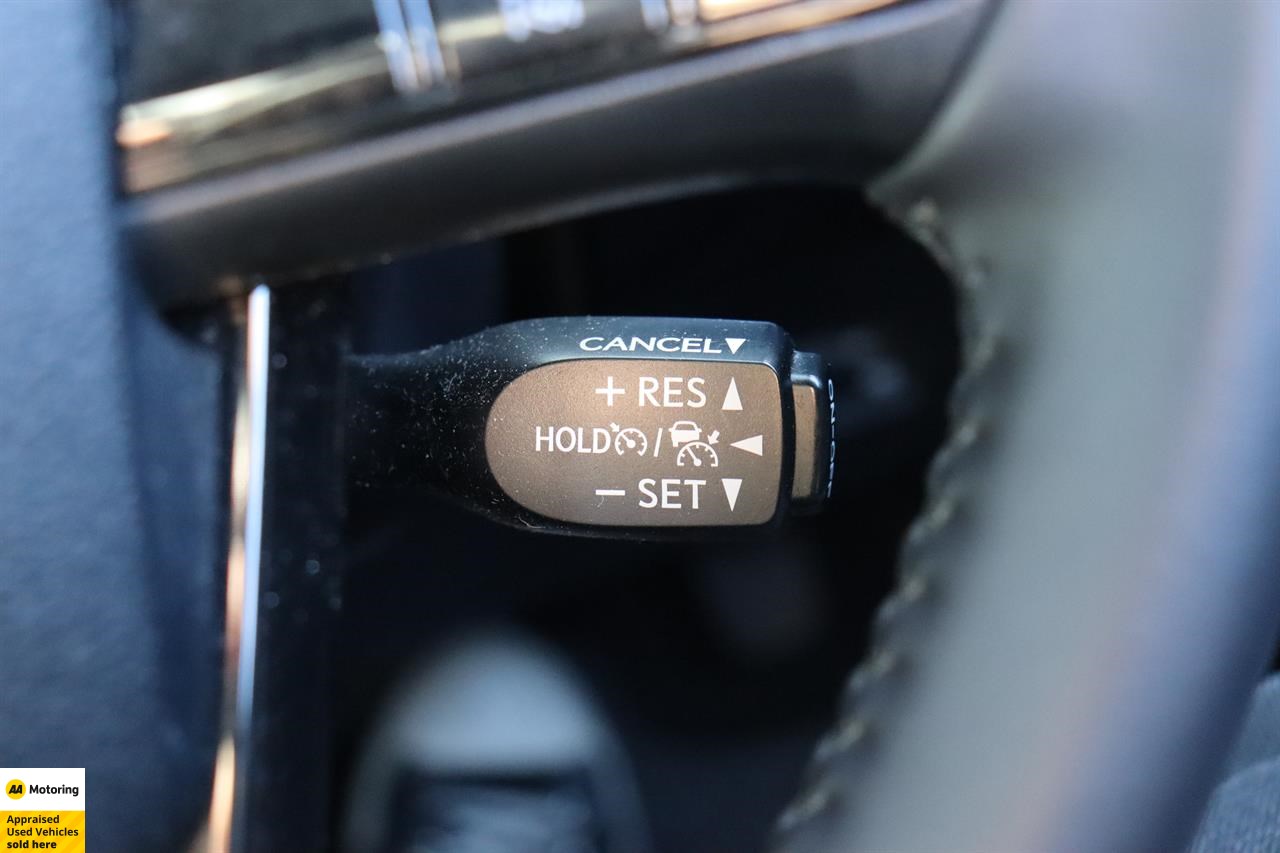 CANCEL▼
+ RES ▲
HOLD / ◀
− SET ▼
AA Motoring
Appraised
Used Vehicles
sold here